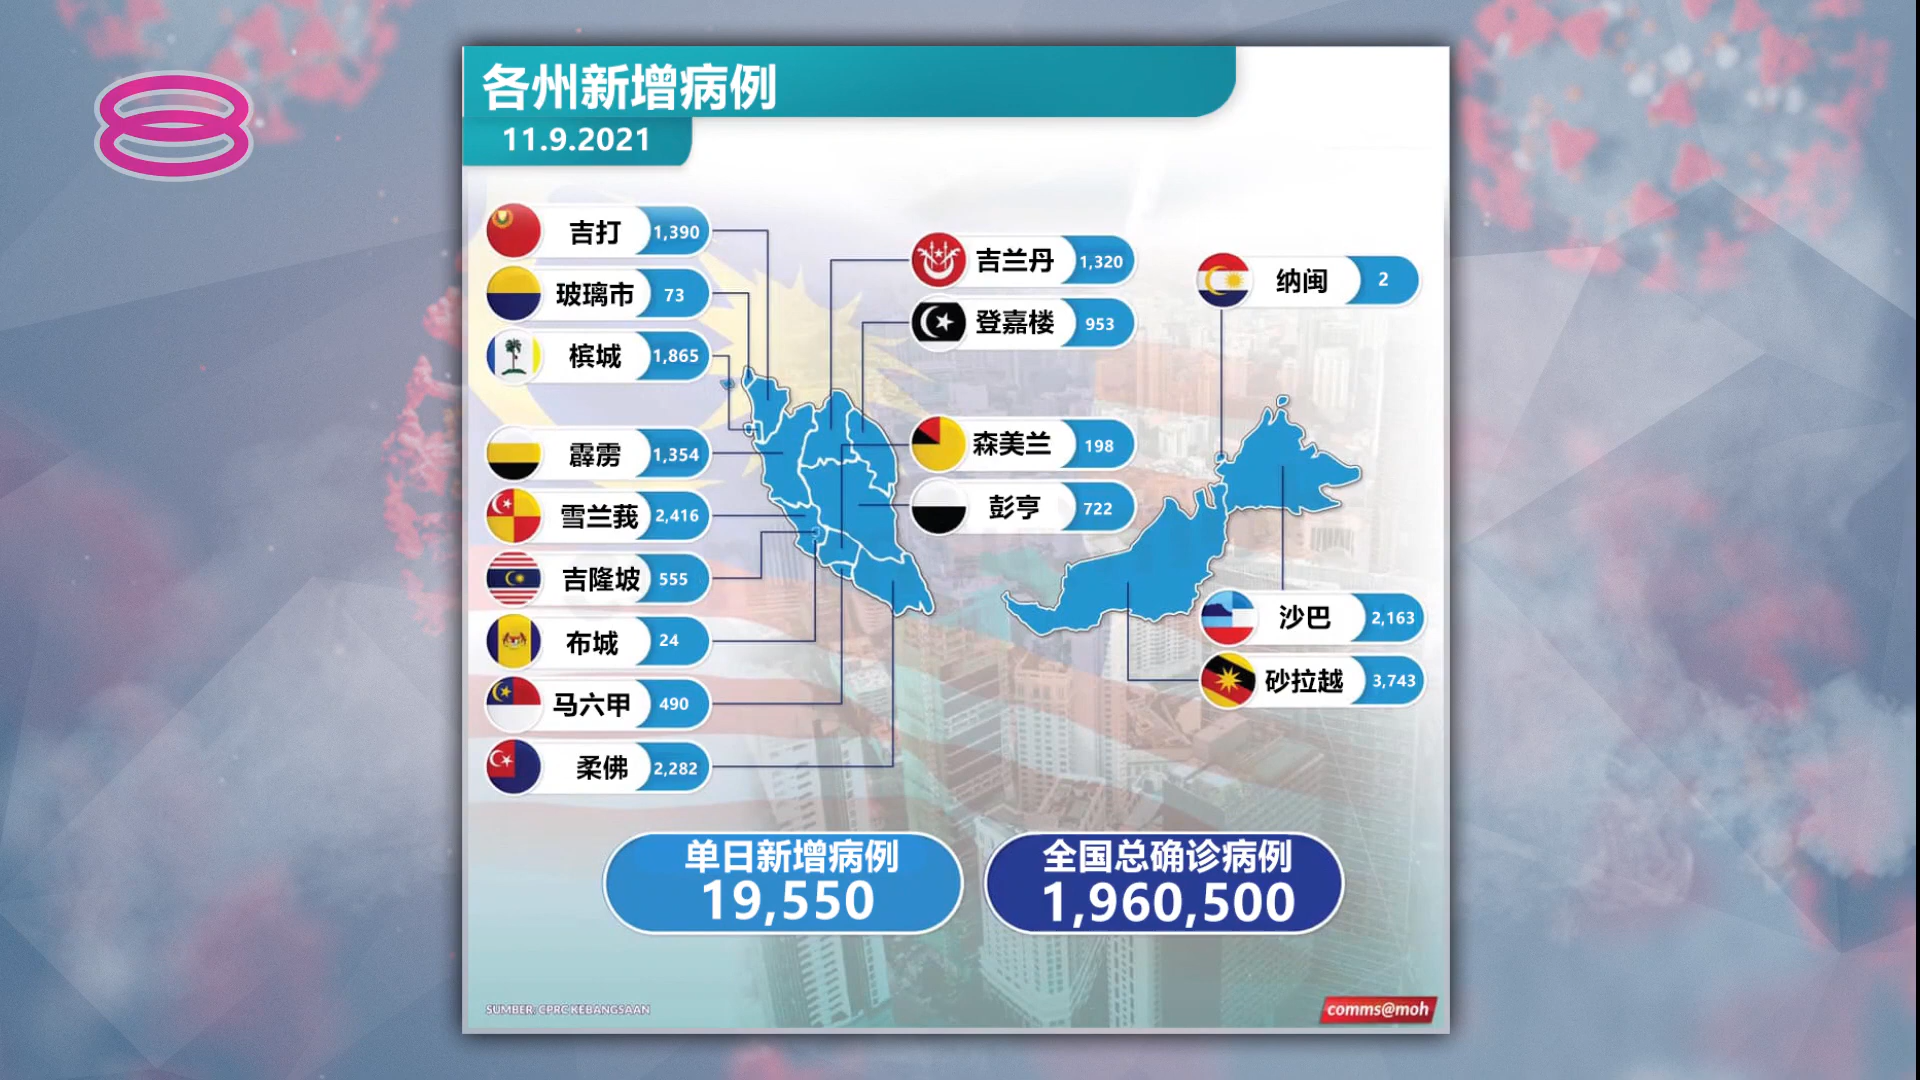 各州新增病例
11.9.2021
吉打 1,390
玻璃市 73
槟城 1,865
霹雳 1,354
雪兰莪 2,416
吉隆坡 555
布城 24
马六甲 490
柔佛 2,282
吉兰丹 1,320
登嘉楼 953
森美兰 198
彭亨 722
纳闽 2
沙巴 2,163
砂拉越 3,743
单日新增病例
19,550
全国总确诊病例
1,960,500
SUMBER: CPRC KEBANGSAAN
comms@moh